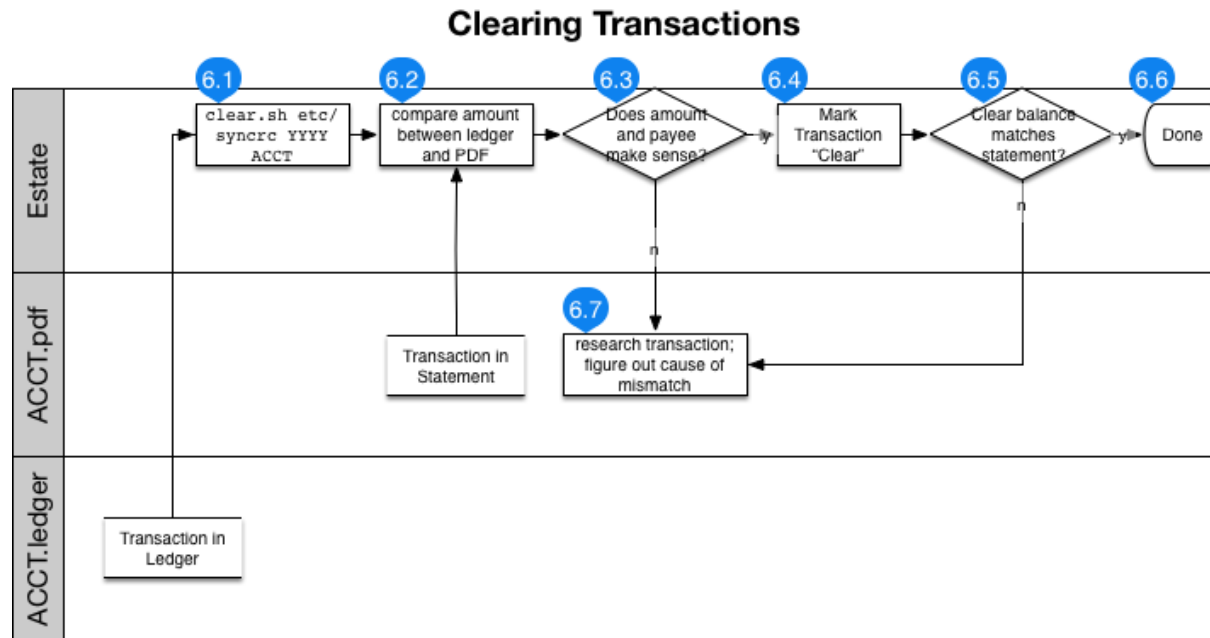 Clearing Transactions
6.1
6.2
6.3
6.4
6.5
6.6
Estate
clear.sh etc/
syncrc YYYY
ACCT
compare amount
between ledger
and PDF
Does amount
and payee
make sense?
y
Mark
Transaction
"Clear"
Clear balance
matches
statement?
y
Done
n
n
ACCT.pdf
Transaction in
Statement
6.7
research transaction;
figure out cause of
mismatch
ACCT.ledger
Transaction in
Ledger